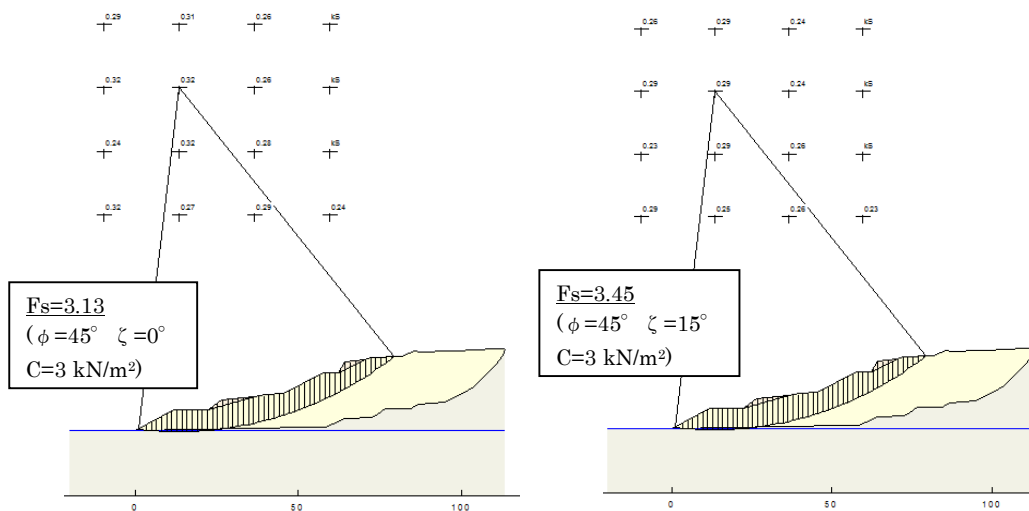 0.29 0.31 0.26 kS
0.32 0.32 0.26 kS
0.24 0.32 0.28 kS
0.32 0.27 0.29 0.24
Fs=3.13
(φ=45° ζ=0°
C=3 kN/m²)
0 50 100
0.26 0.29 0.24 kS
0.29 0.29 0.24 kS
0.23 0.29 0.26 kS
0.29 0.25 0.26 0.23
Fs=3.45
(φ=45° ζ=15°
C=3 kN/m²)
0 50 100